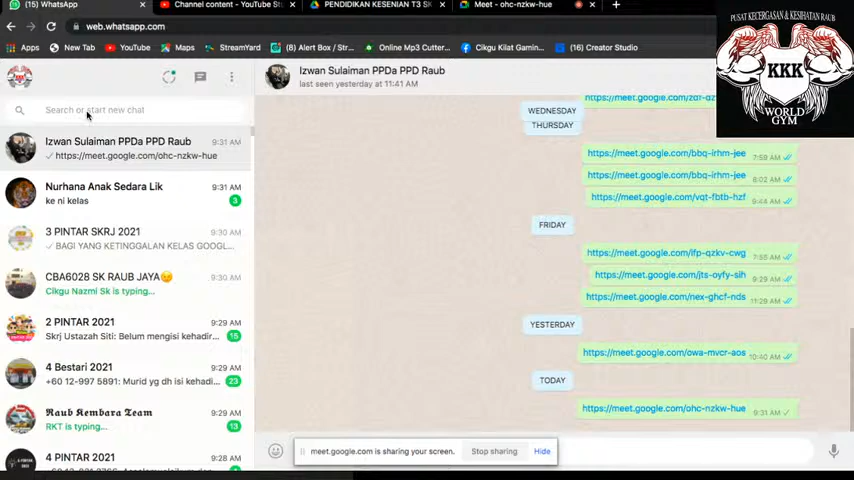 (15) WhatsApp
Channel content - YouTube St
PENDIDIKAN KESENIAN T3 SK
Meet - ohc-nzkw-hue
web.whatsapp.com
Apps
New Tab
YouTube
Maps
StreamYard
(8) Alert Box / Str...
Online Mp3 Cutter...
Cikgu Kilat Gaming...
(16) Creator Studio
PUSAT KECERGASAN & KESIHATAN RAUB
KKK
WORLD
GYM
Search or start new chat
Izwan Sulaiman PPDa PPD Raub 9:31 AM
https://meet.google.com/ohc-nzkw-hue
Nurhana Anak Sedara Lik 9:31 AM
ke ni kelas 3
3 PINTAR SKRJ 2021 9:30 AM
BAGI YANG KETINGGALAN KELAS GOOGL...
CBA6028 SK RAUB JAYA😉 9:30 AM
Cikgu Nazmi Sk is typing...
2 PINTAR 2021 9:29 AM
Skrj Ustazah Siti: Belum mengisi kehadir... 15
4 Bestari 2021 9:29 AM
+60 12-997 5891: Murid yg dh isi kehadi... 23
Raub Kembara Team 9:29 AM
RKT is typing... 13
4 PINTAR 2021 9:28 AM
Izwan Sulaiman PPDa PPD Raub
last seen yesterday at 11:41 AM
WEDNESDAY
THURSDAY
https://meet.google.com/bbq-irhm-jee 7:59 AM
https://meet.google.com/bbq-irhm-jee 8:02 AM
https://meet.google.com/vqt-fbtb-hzf 9:44 AM
FRIDAY
https://meet.google.com/ifp-qzkv-cwg 7:55 AM
https://meet.google.com/jts-oyfy-sih 9:29 AM
https://meet.google.com/nex-ghcf-nds 11:29 AM
YESTERDAY
https://meet.google.com/owa-mvcr-aos 10:40 AM
TODAY
https://meet.google.com/ohc-nzkw-hue 9:31 AM
meet.google.com is sharing your screen. Stop sharing Hide